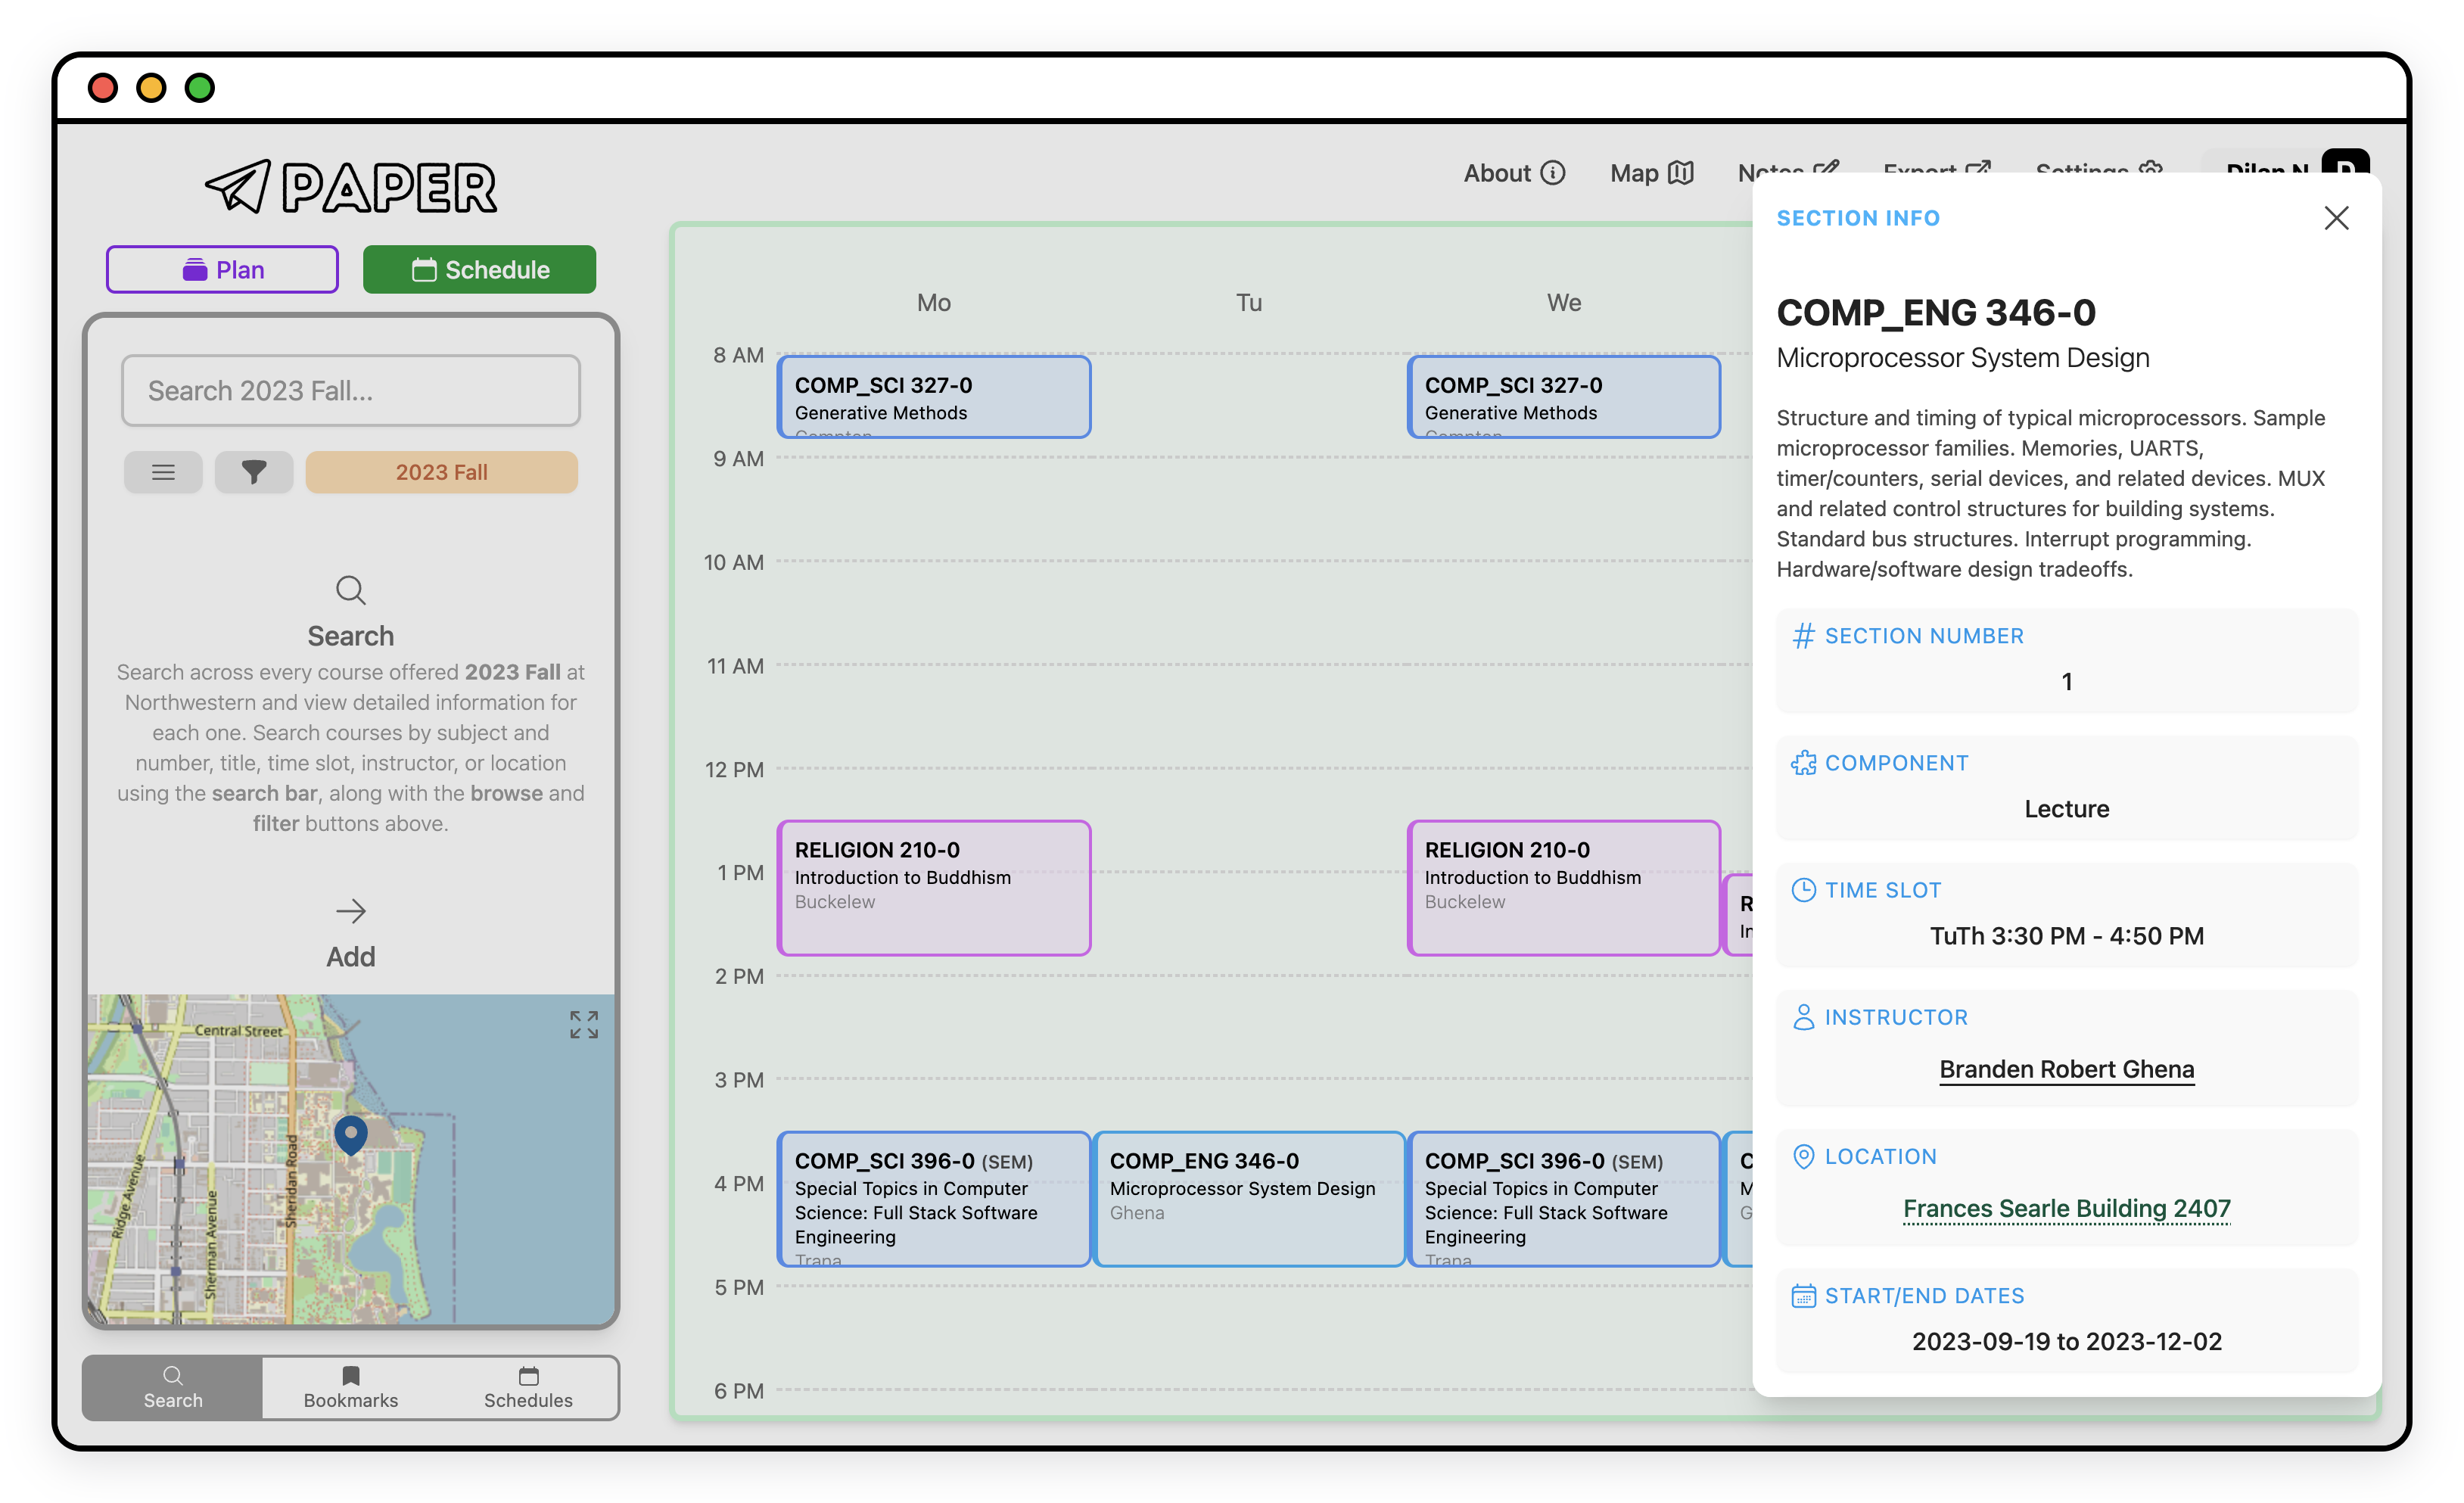 PAPER
About
Map
Notes
Export
Settings
Dilan N
D
Plan
Schedule
Search 2023 Fall...
2023 Fall
Search
Search across every course offered 2023 Fall at
Northwestern and view detailed information for
each one. Search courses by subject and
number, title, time slot, instructor, or location
using the search bar, along with the browse and
filter buttons above.
Add
Central Street
Ridge Avenue
Sherman Avenue
Sheridan Road
Search
Bookmarks
Schedules
Mo
Tu
We
8 AM
9 AM
10 AM
11 AM
12 PM
1 PM
2 PM
3 PM
4 PM
5 PM
6 PM
COMP_SCI 327-0
Generative Methods
Compton
COMP_SCI 327-0
Generative Methods
Compton
RELIGION 210-0
Introduction to Buddhism
Buckelew
RELIGION 210-0
Introduction to Buddhism
Buckelew
R
In
COMP_SCI 396-0 (SEM)
Special Topics in Computer
Science: Full Stack Software
Engineering
Trana
COMP_ENG 346-0
Microprocessor System Design
Ghena
COMP_SCI 396-0 (SEM)
Special Topics in Computer
Science: Full Stack Software
Engineering
Trana
C
M
G
SECTION INFO
COMP_ENG 346-0
Microprocessor System Design
Structure and timing of typical microprocessors. Sample
microprocessor families. Memories, UARTS,
timer/counters, serial devices, and related devices. MUX
and related control structures for building systems.
Standard bus structures. Interrupt programming.
Hardware/software design tradeoffs.
# SECTION NUMBER
1
COMPONENT
Lecture
TIME SLOT
TuTh 3:30 PM - 4:50 PM
INSTRUCTOR
Branden Robert Ghena
LOCATION
Frances Searle Building 2407
START/END DATES
2023-09-19 to 2023-12-02